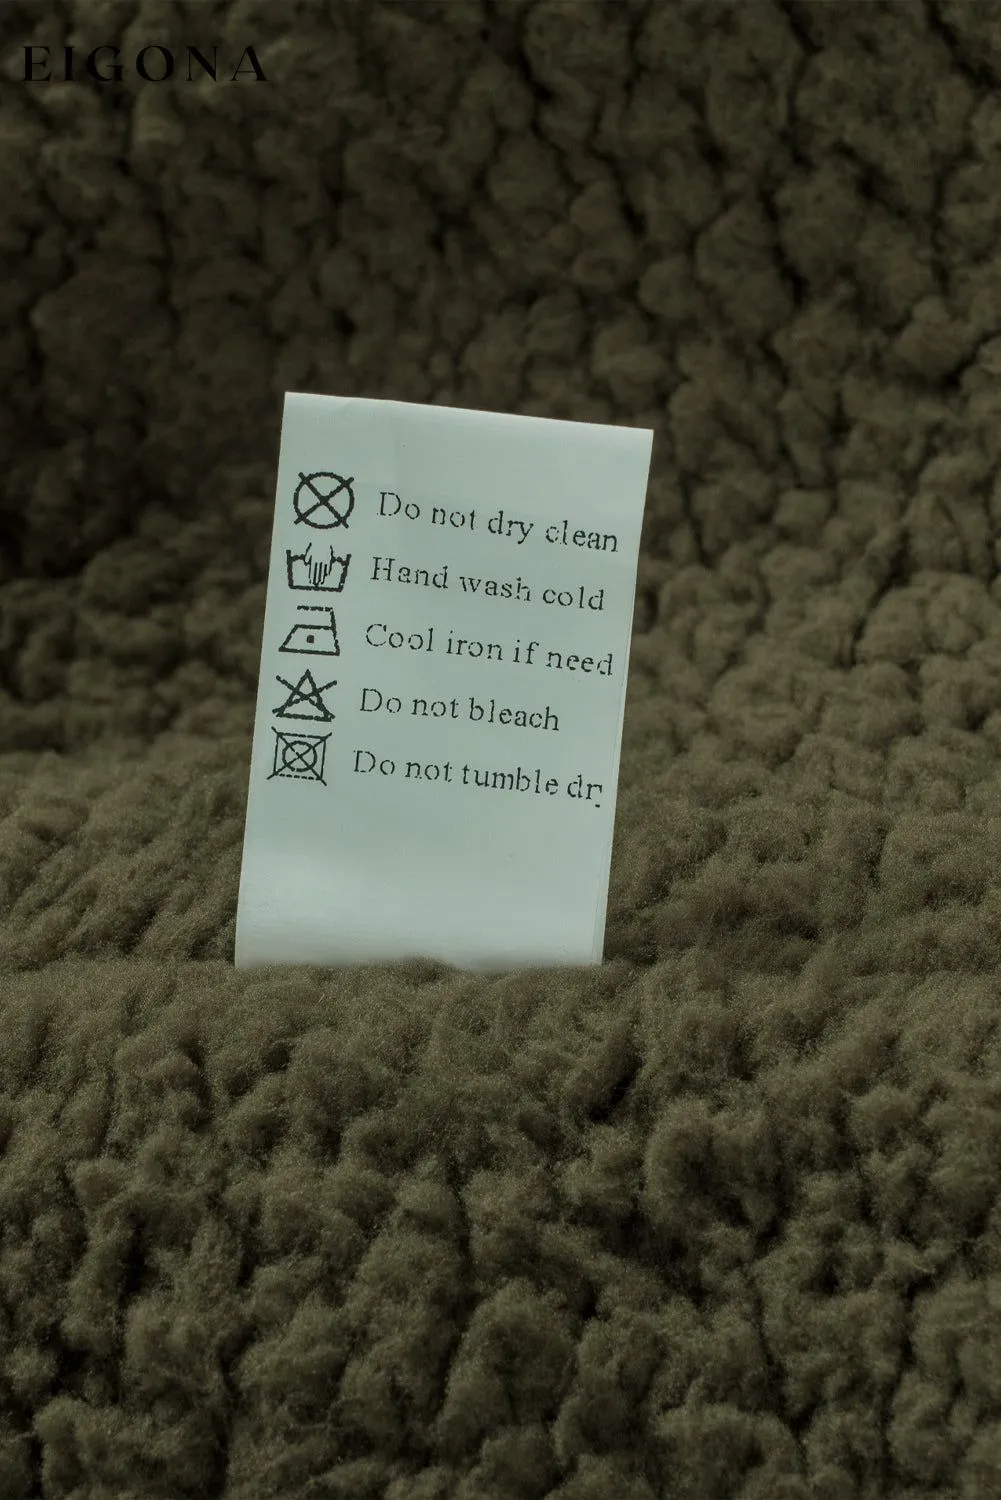 EIGONA
Do not dry clean
Hand wash cold
Cool iron if need
Do not bleach
Do not tumble dr